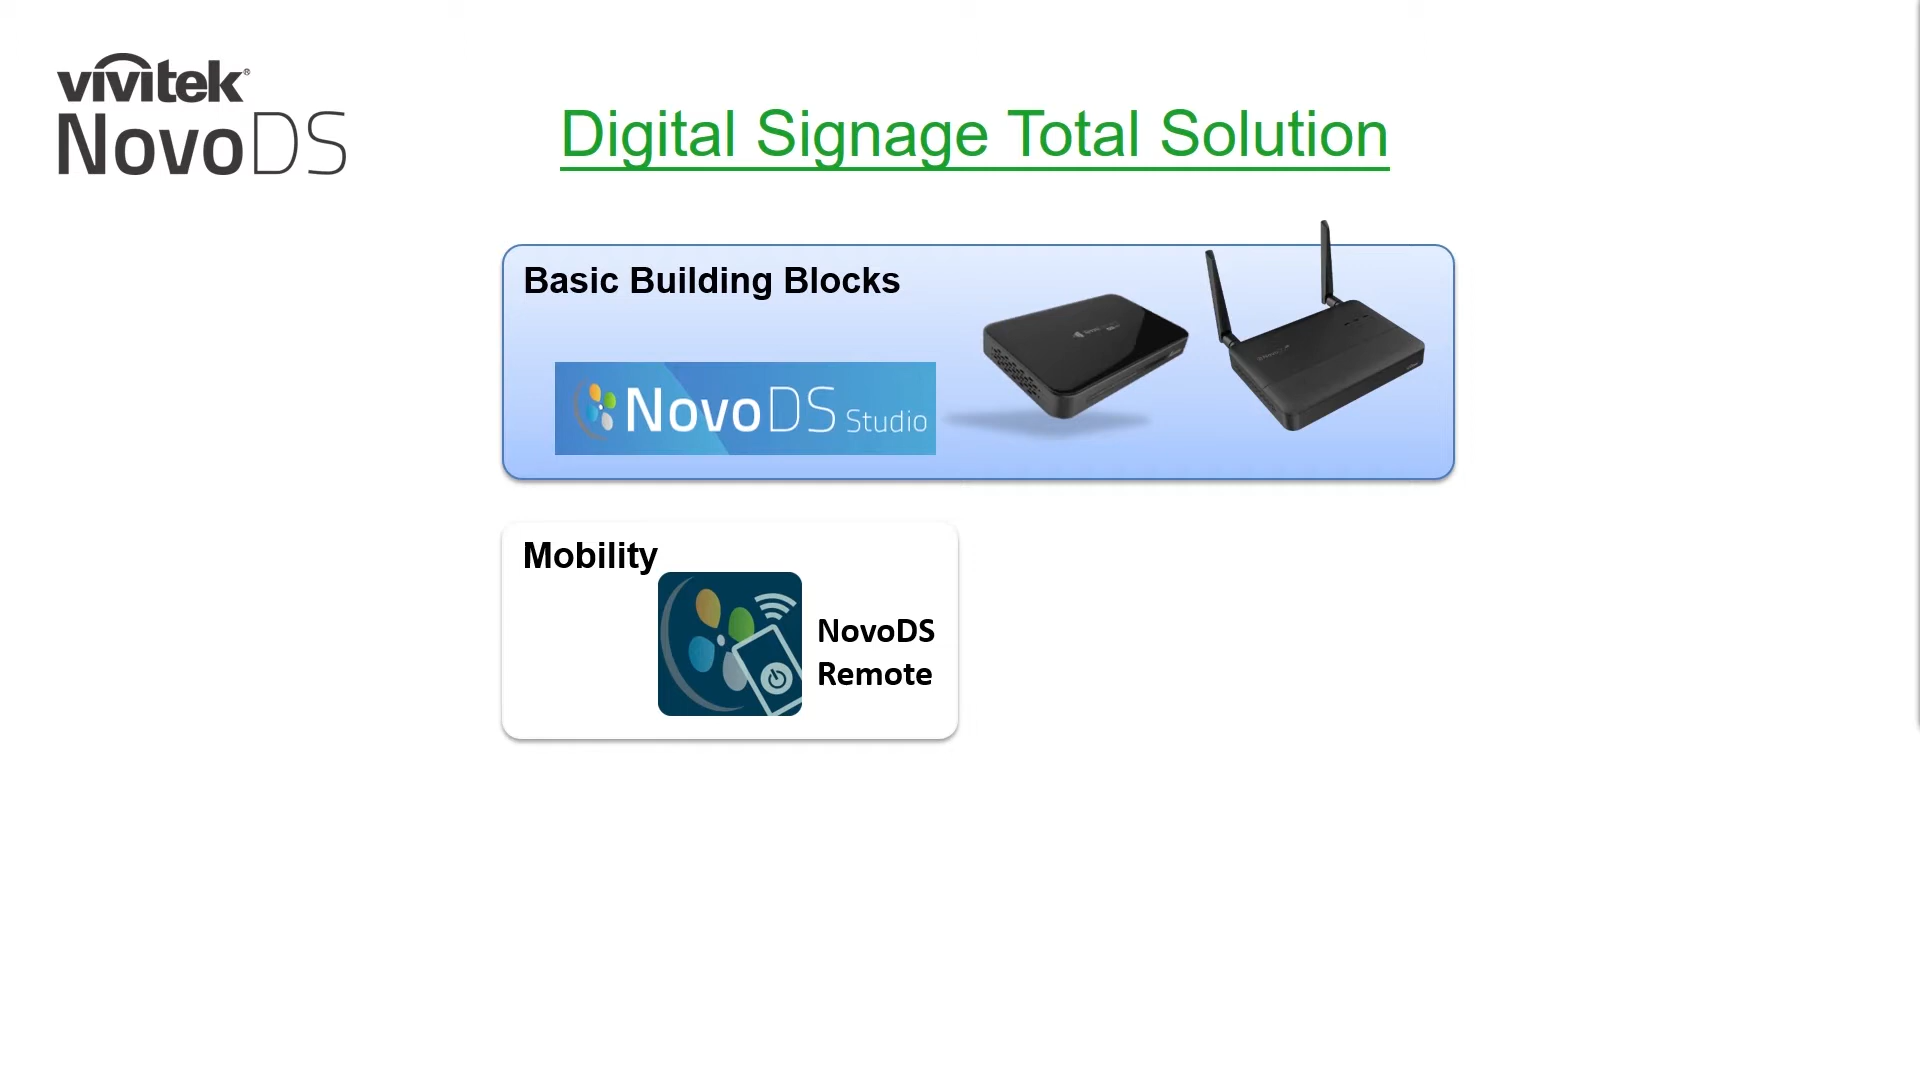 vivitek®
NovoDS
Digital Signage Total Solution
Basic Building Blocks
NovoDS Studio
Mobility
NovoDS
Remote